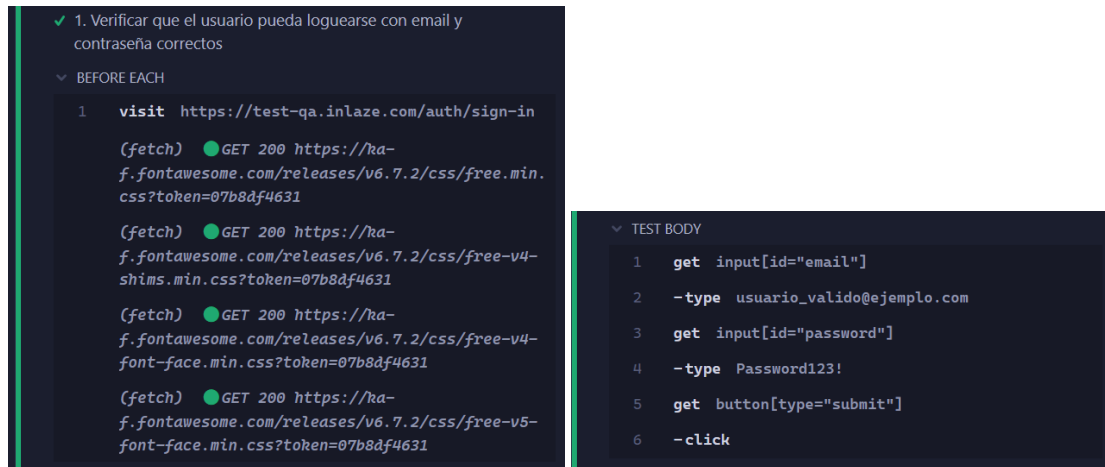 ✓ 1. Verificar que el usuario pueda loguearse con email y
contraseña correctos
BEFORE EACH
1 visit https://test-qa.inlaze.com/auth/sign-in
(fetch) GET 200 https://ka-
f.fontawesome.com/releases/v6.7.2/css/free.min.
css?token=07b8df4631
(fetch) GET 200 https://ka-
f.fontawesome.com/releases/v6.7.2/css/free-v4-
shims.min.css?token=07b8df4631
(fetch) GET 200 https://ka-
f.fontawesome.com/releases/v6.7.2/css/free-v4-
font-face.min.css?token=07b8df4631
(fetch) GET 200 https://ka-
f.fontawesome.com/releases/v6.7.2/css/free-v5-
font-face.min.css?token=07b8df4631
TEST BODY
1 get input[id="email"]
2 -type usuario_valido@ejemplo.com
3 get input[id="password"]
4 -type Password123!
5 get button[type="submit"]
6 -click